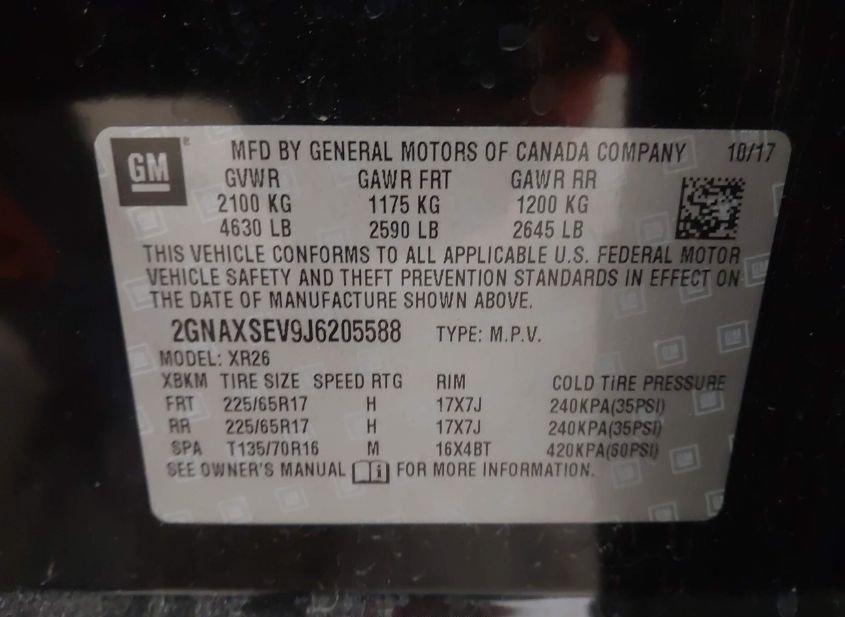 GM ® MFD BY GENERAL MOTORS OF CANADA COMPANY 10/17
GVWR GAWR FRT GAWR RR
2100 KG 1175 KG 1200 KG
4630 LB 2590 LB 2645 LB
THIS VEHICLE CONFORMS TO ALL APPLICABLE U.S. FEDERAL MOTOR
VEHICLE SAFETY AND THEFT PREVENTION STANDARDS IN EFFECT ON
THE DATE OF MANUFACTURE SHOWN ABOVE.
2GNAXSEV9J6205588 TYPE: M.P.V.
MODEL: XR26
XBKM TIRE SIZE SPEED RTG RIM COLD TIRE PRESSURE
FRT 225/65R17 H 17X7J 240KPA(35PSI)
RR 225/65R17 H 17X7J 240KPA(35PSI)
SPA T135/70R16 M 16X4BT 420KPA(60PSI)
SEE OWNER'S MANUAL i FOR MORE INFORMATION.